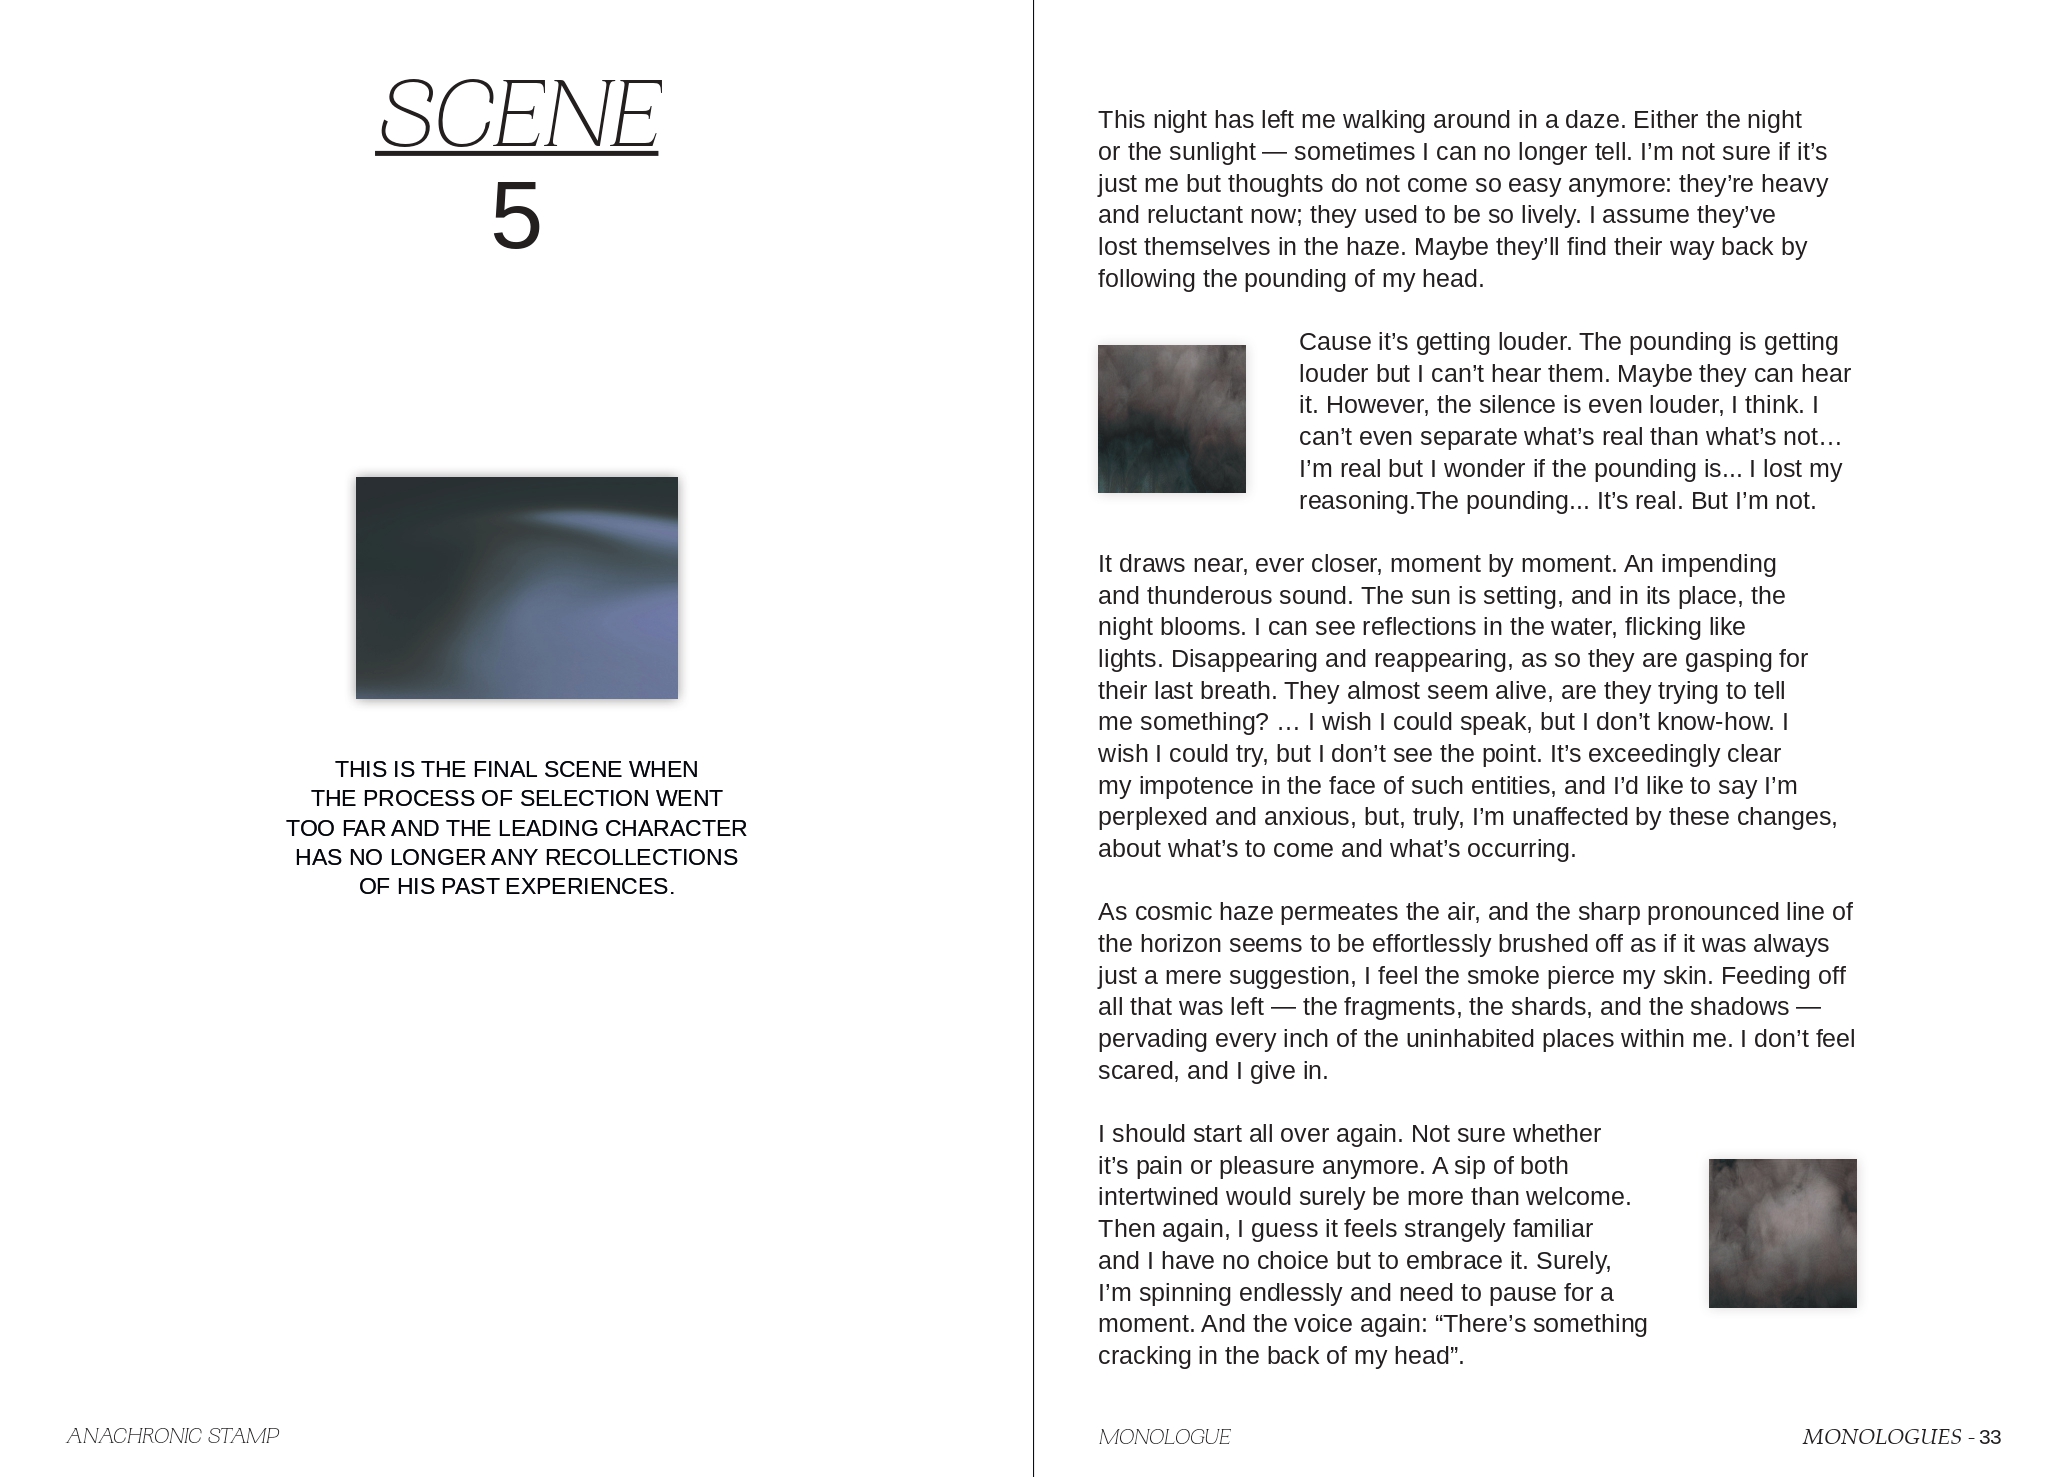 SCENE
5
THIS IS THE FINAL SCENE WHEN
THE PROCESS OF SELECTION WENT
TOO FAR AND THE LEADING CHARACTER
HAS NO LONGER ANY RECOLLECTIONS
OF HIS PAST EXPERIENCES.
ANACHRONIC STAMP
This night has left me walking around in a daze. Either the night
or the sunlight — sometimes I can no longer tell. I’m not sure if it’s
just me but thoughts do not come so easy anymore: they’re heavy
and reluctant now; they used to be so lively. I assume they’ve
lost themselves in the haze. Maybe they’ll find their way back by
following the pounding of my head.
Cause it’s getting louder. The pounding is getting
louder but I can’t hear them. Maybe they can hear
it. However, the silence is even louder, I think. I
can’t even separate what’s real than what’s not…
I’m real but I wonder if the pounding is... I lost my
reasoning.The pounding... It’s real. But I’m not.
It draws near, ever closer, moment by moment. An impending
and thunderous sound. The sun is setting, and in its place, the
night blooms. I can see reflections in the water, flicking like
lights. Disappearing and reappearing, as so they are gasping for
their last breath. They almost seem alive, are they trying to tell
me something? … I wish I could speak, but I don’t know-how. I
wish I could try, but I don’t see the point. It’s exceedingly clear
my impotence in the face of such entities, and I’d like to say I’m
perplexed and anxious, but, truly, I’m unaffected by these changes,
about what’s to come and what’s occurring.
As cosmic haze permeates the air, and the sharp pronounced line of
the horizon seems to be effortlessly brushed off as if it was always
just a mere suggestion, I feel the smoke pierce my skin. Feeding off
all that was left — the fragments, the shards, and the shadows —
pervading every inch of the uninhabited places within me. I don’t feel
scared, and I give in.
I should start all over again. Not sure whether
it’s pain or pleasure anymore. A sip of both
intertwined would surely be more than welcome.
Then again, I guess it feels strangely familiar
and I have no choice but to embrace it. Surely,
I’m spinning endlessly and need to pause for a
moment. And the voice again: “There’s something
cracking in the back of my head”.
MONOLOGUE
MONOLOGUES - 33